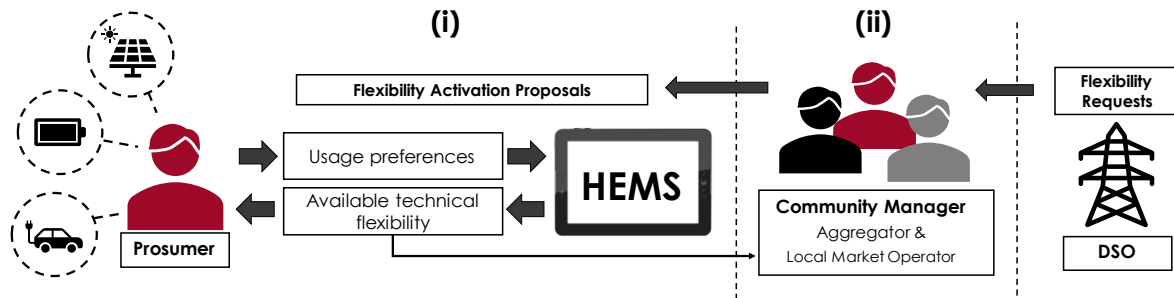 (i)
(ii)
Flexibility Activation Proposals
Flexibility
Requests
Usage preferences
Available technical
flexibility
HEMS
Prosumer
Community Manager
Aggregator &
Local Market Operator
DSO